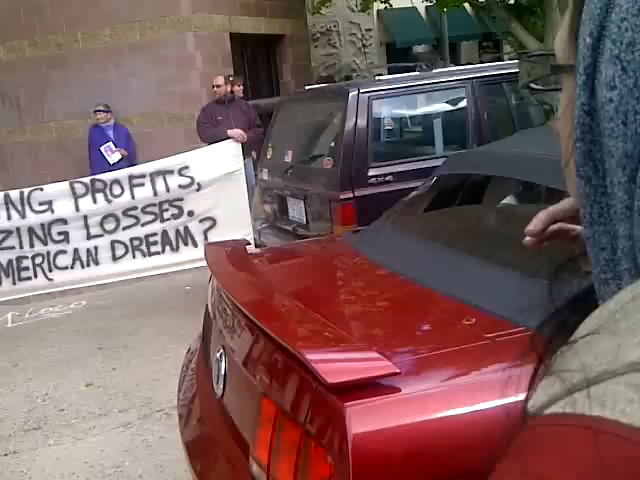 NG PROFITS,
ZING LOSSES.
MERICAN DREAM?